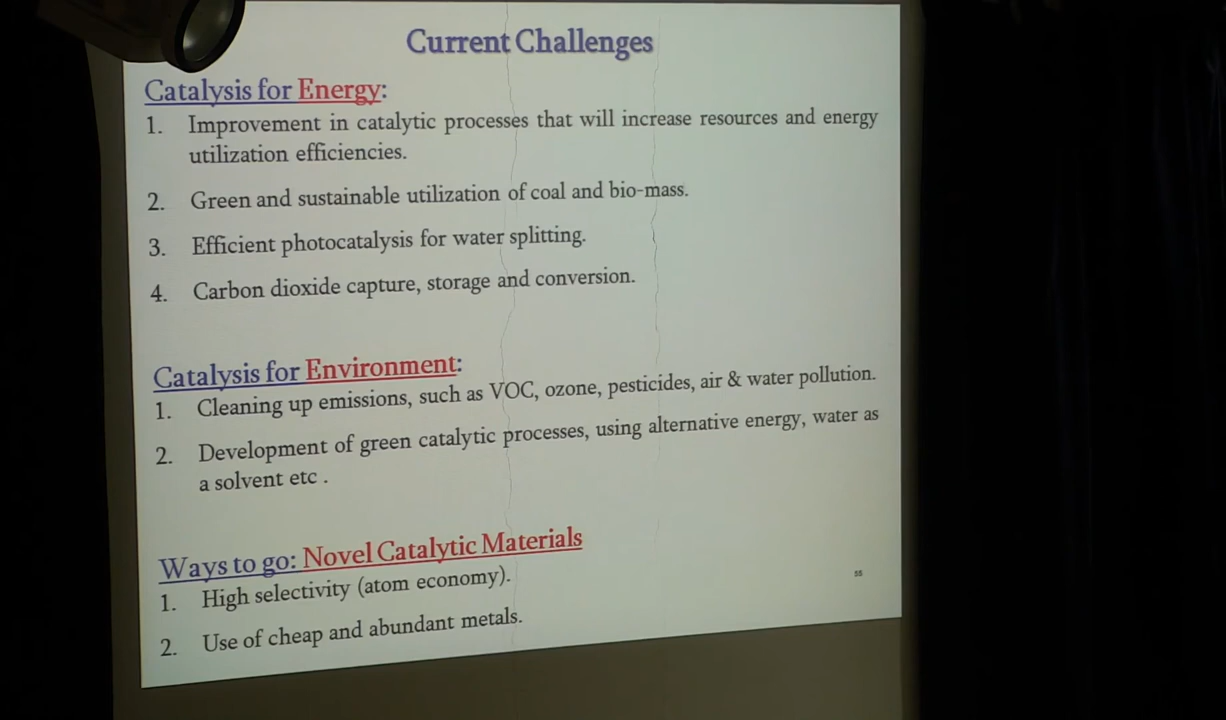 Current Challenges
Catalysis for Energy:
1. Improvement in catalytic processes that will increase resources and energy
utilization efficiencies.
2. Green and sustainable utilization of coal and bio-mass.
3. Efficient photocatalysis for water splitting.
4. Carbon dioxide capture, storage and conversion.
Catalysis for Environment:
1. Cleaning up emissions, such as VOC, ozone, pesticides, air & water pollution.
2. Development of green catalytic processes, using alternative energy, water as
a solvent etc .
Ways to go: Novel Catalytic Materials
1. High selectivity (atom economy).
55
2. Use of cheap and abundant metals.